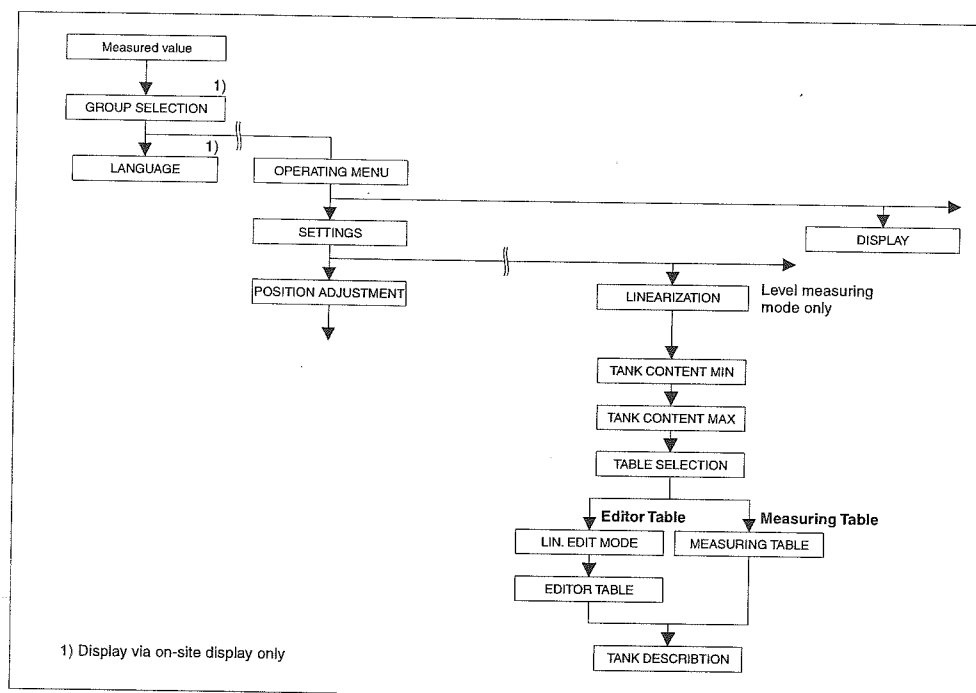 Measured value
1)
GROUP SELECTION
1)
LANGUAGE
OPERATING MENU
SETTINGS
DISPLAY
POSITION ADJUSTMENT
LINEARIZATION
Level measuring
mode only
TANK CONTENT MIN
TANK CONTENT MAX
TABLE SELECTION
Editor Table
Measuring Table
LIN. EDIT MODE
MEASURING TABLE
EDITOR TABLE
1) Display via on-site display only
TANK DESCRIBTION